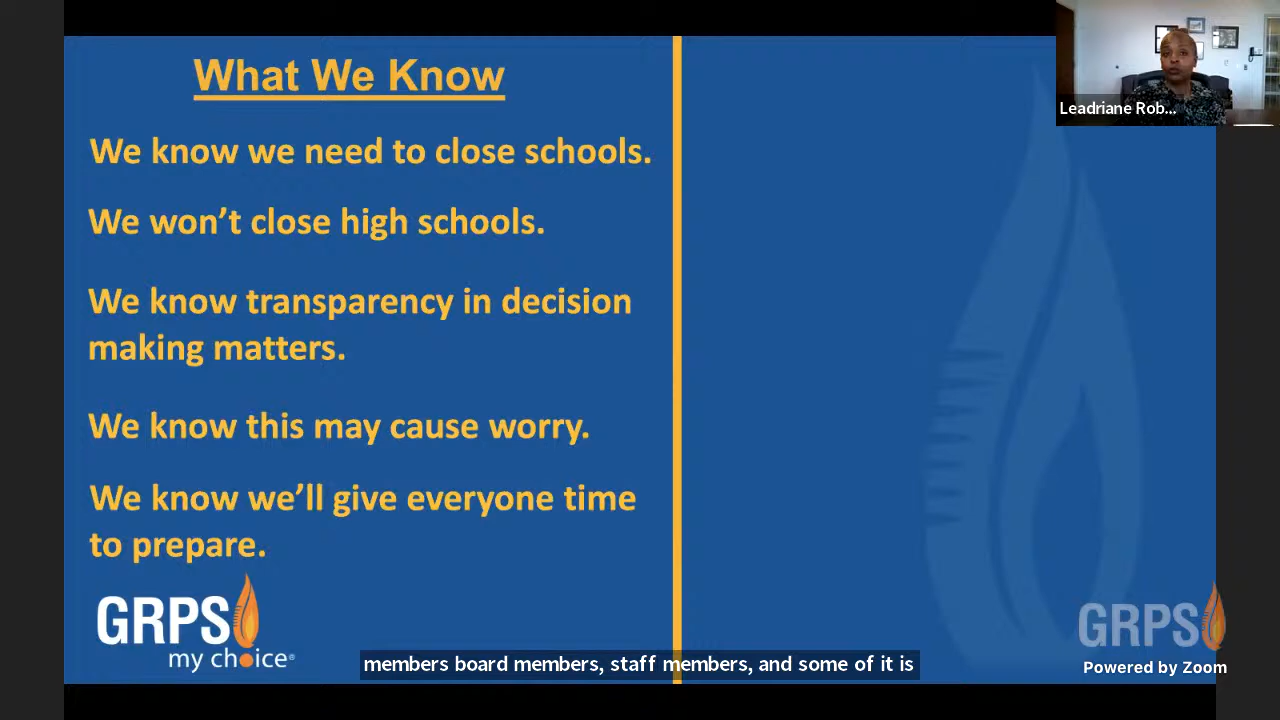 What We Know
We know we need to close schools.
We won’t close high schools.
We know transparency in decision
making matters.
We know this may cause worry.
We know we’ll give everyone time
to prepare.
GRPS
my choice®
Leadriane Rob...
members board members, staff members, and some of it is
GRPS
Powered by Zoom